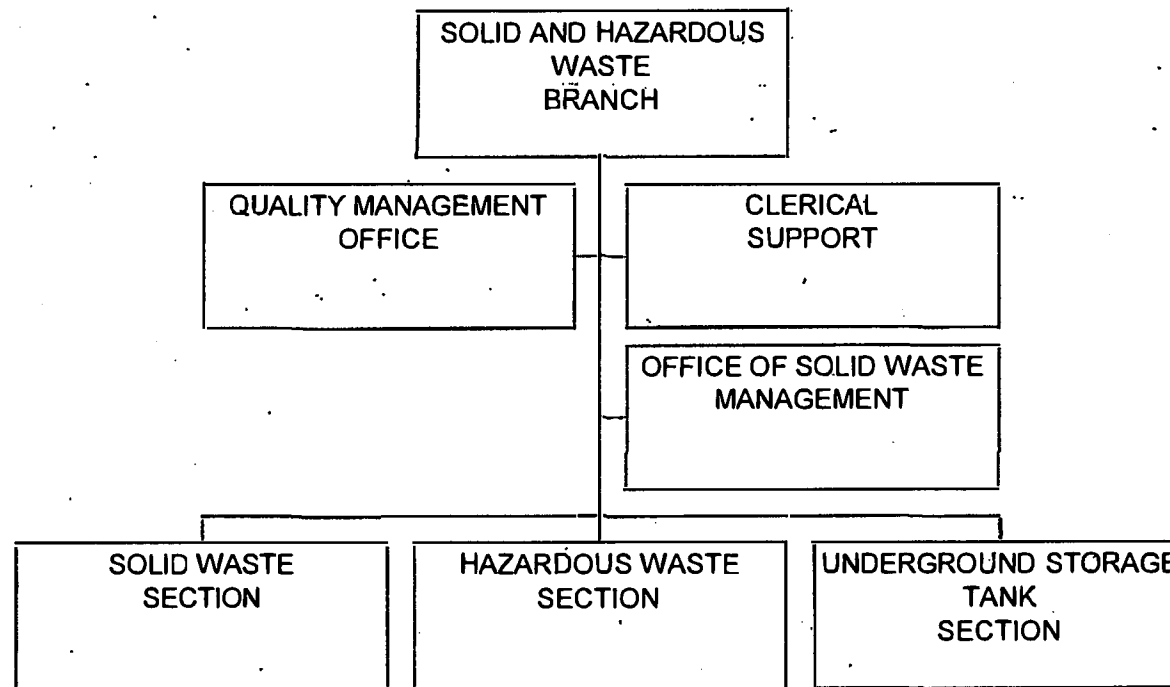 SOLID AND HAZARDOUS
WASTE
BRANCH
QUALITY MANAGEMENT
OFFICE
CLERICAL
SUPPORT
OFFICE OF SOLID WASTE
MANAGEMENT
SOLID WASTE
SECTION
HAZARDOUS WASTE
SECTION
UNDERGROUND STORAGE
TANK
SECTION